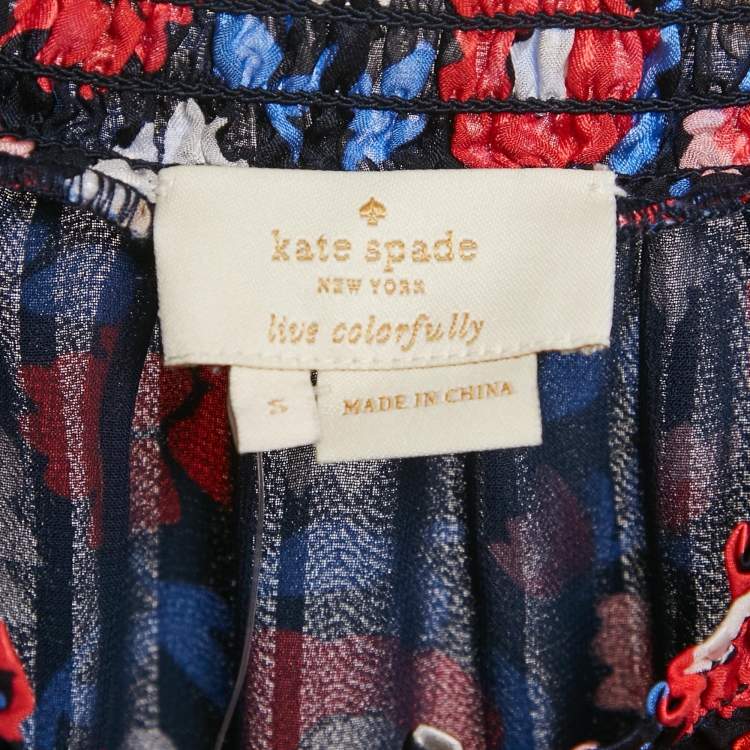 kate spade
NEW YORK
live colorfully
S
MADE IN CHINA